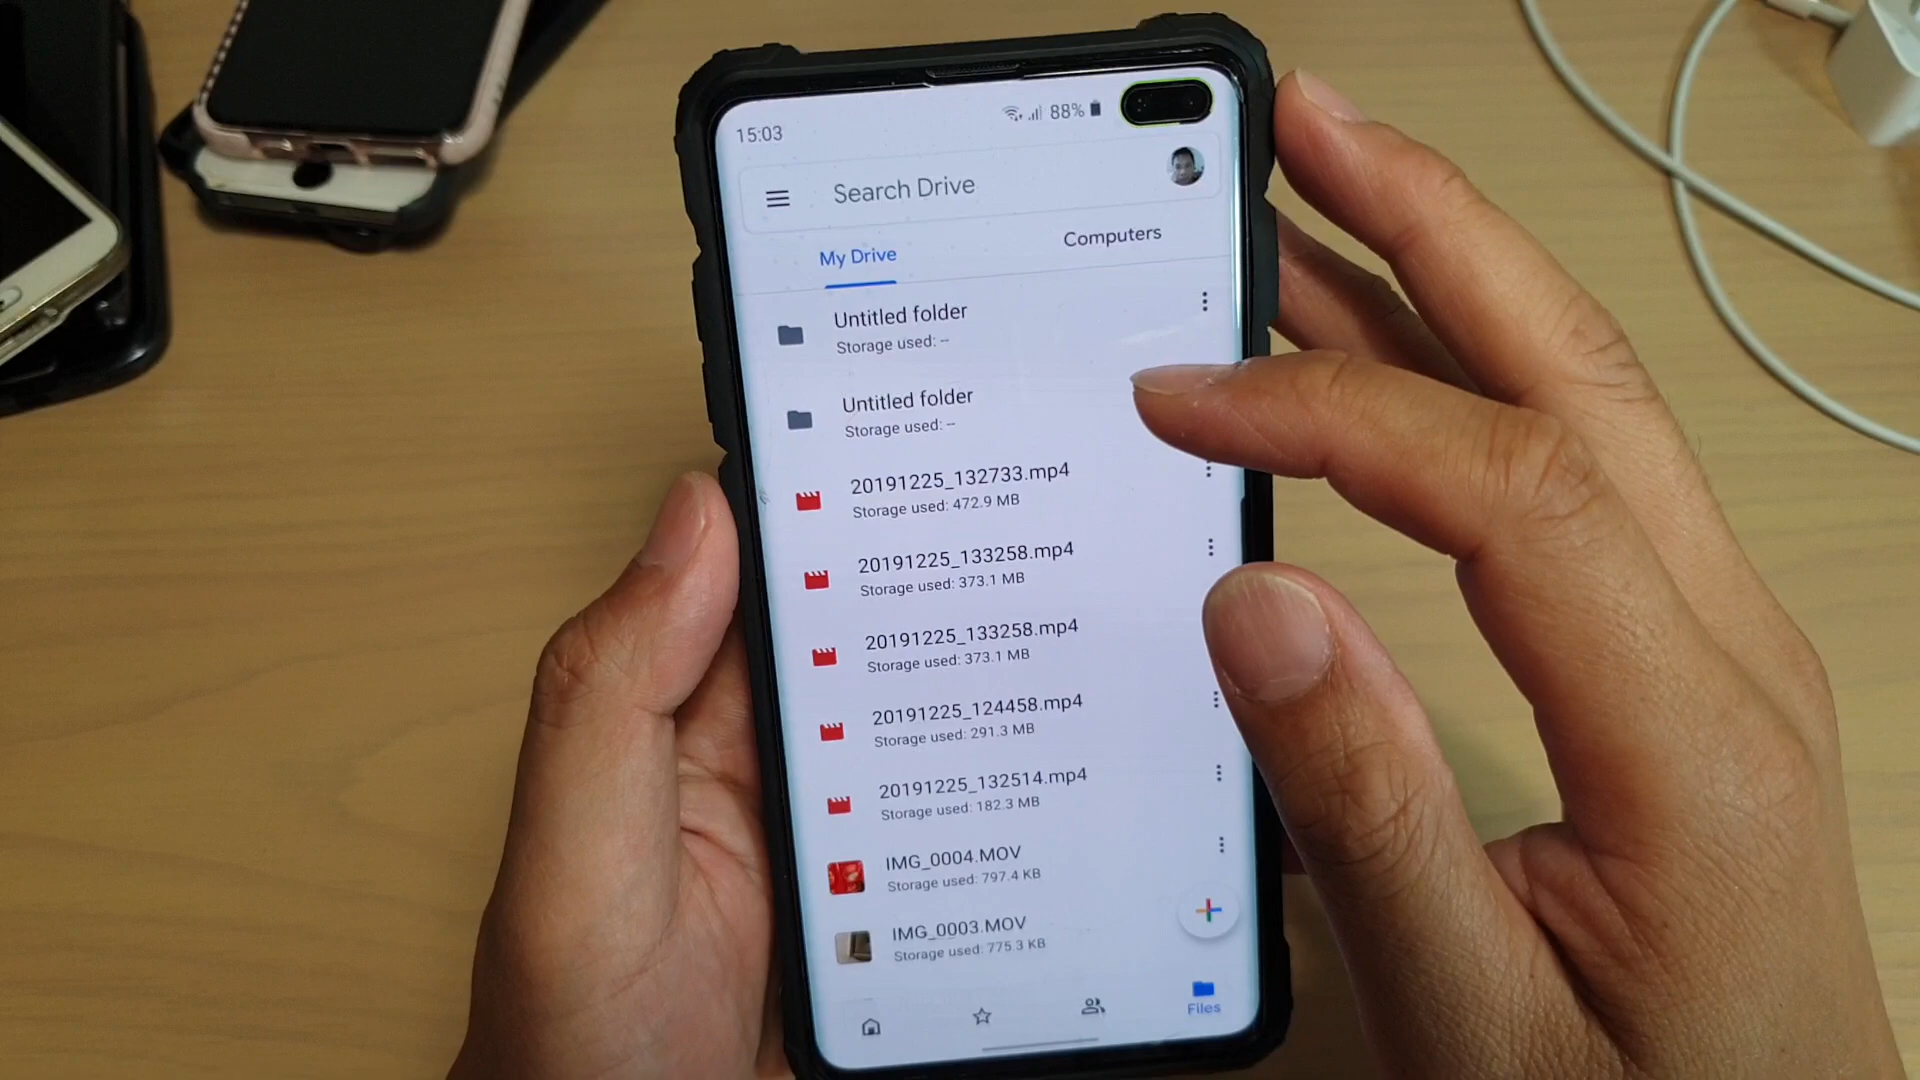 15:03
88%
Search Drive
My Drive
Computers
Untitled folder
Storage used: –
Untitled folder
Storage used: –
20191225_132733.mp4
Storage used: 472.9 MB
20191225_133258.mp4
Storage used: 373.1 MB
20191225_133258.mp4
Storage used: 373.1 MB
20191225_124458.mp4
Storage used: 291.3 MB
20191225_132514.mp4
Storage used: 182.3 MB
IMG_0004.MOV
Storage used: 797.4 KB
IMG_0003.MOV
Storage used: 775.3 KB
Files